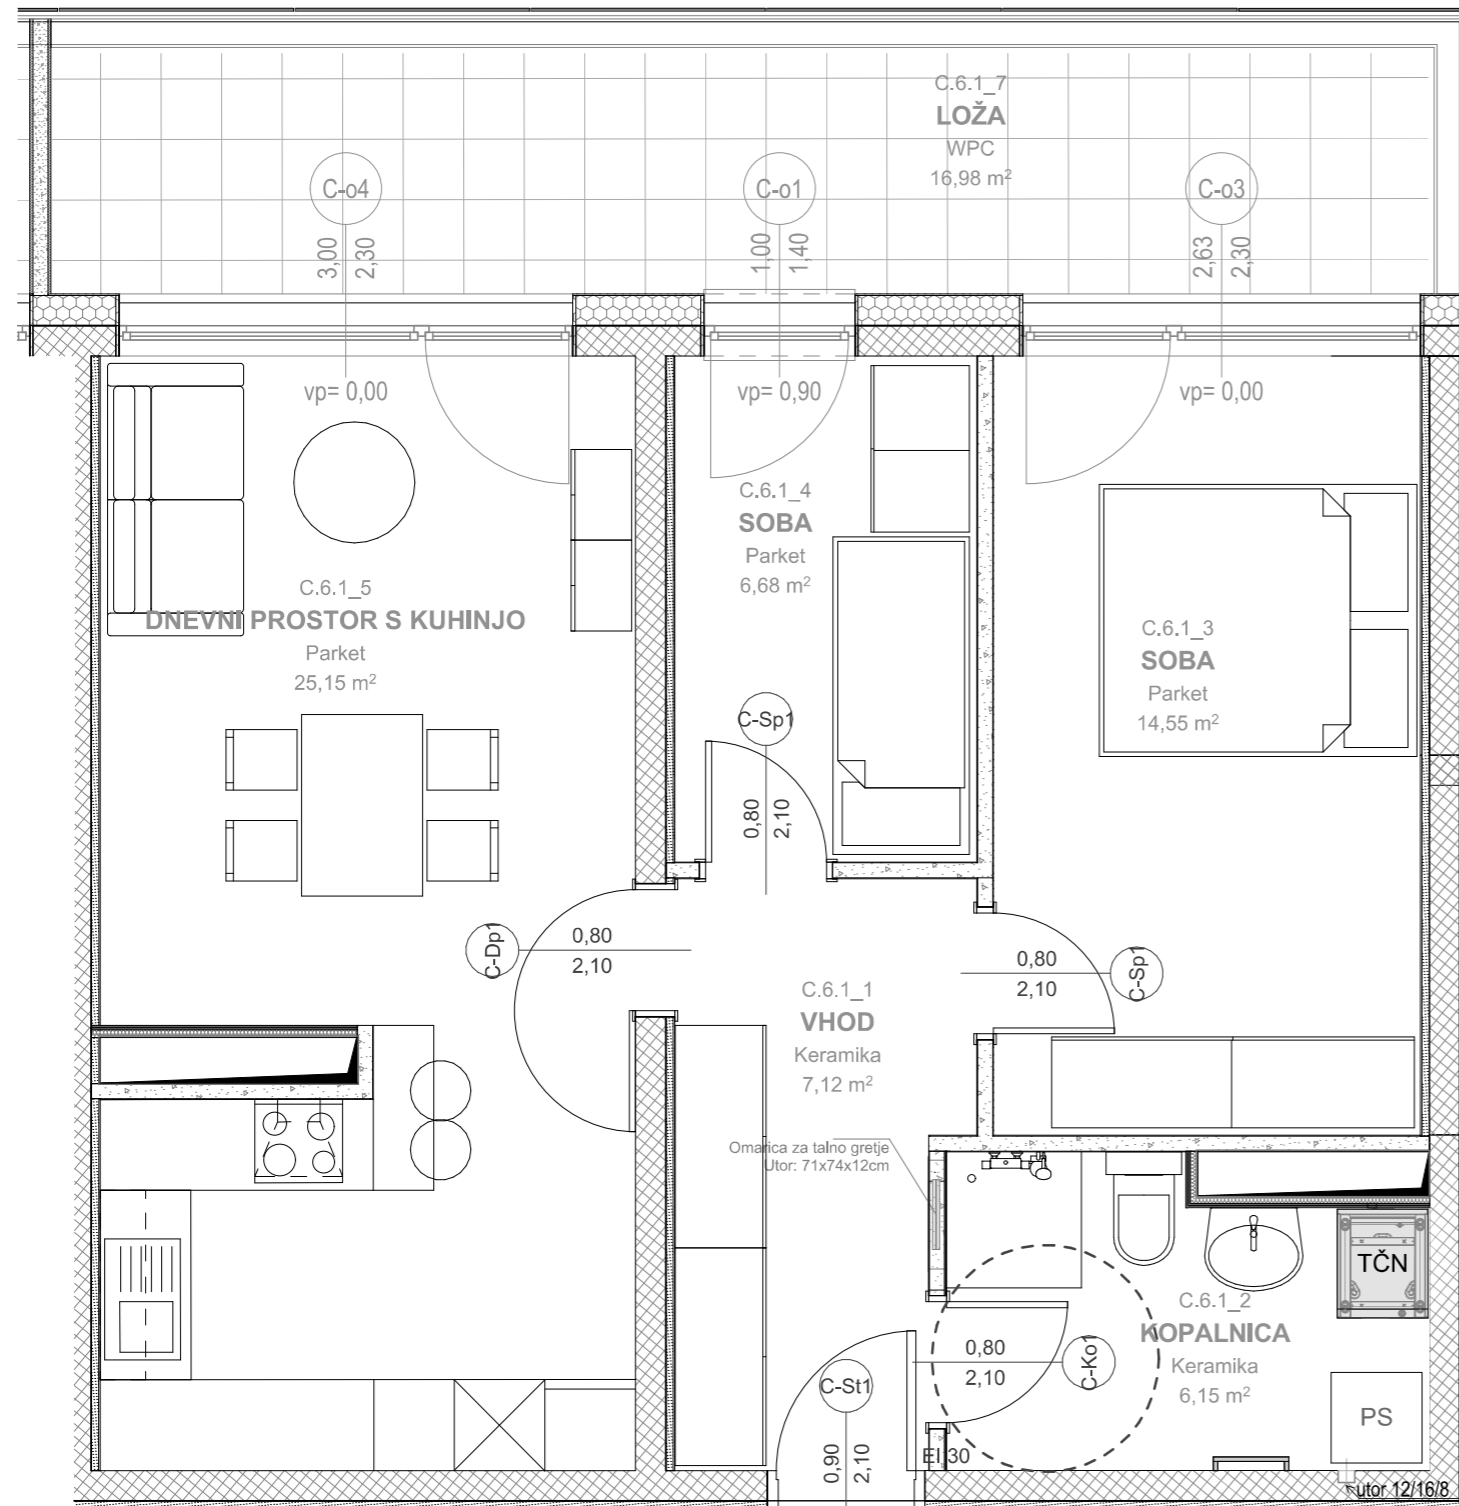 C.6.1_7
LOŽA
WPC
16,98 m²
C-o4
3,00
2,30
C-o1
1,00
1,40
C-o3
2,63
2,30
vp= 0,00
vp= 0,90
vp= 0,00
C.6.1_4
SOBA
Parket
6,68 m²
C.6.1_5
DNEVNI PROSTOR S KUHINJO
Parket
25,15 m²
C.6.1_3
SOBA
Parket
14,55 m²
C-Sp1
0,80
2,10
C-Dp1
0,80
2,10
0,80
2,10
C-Sp1
C.6.1_1
VHOD
Keramika
7,12 m²
Omarica za talno gretje
Utor: 71x74x12cm
TČN
C.6.1_2
KOPALNICA
Keramika
6,15 m²
0,80
2,10
C-Ko1
C-St1
0,90
2,10
EI 30
PS
utor 12/16/8